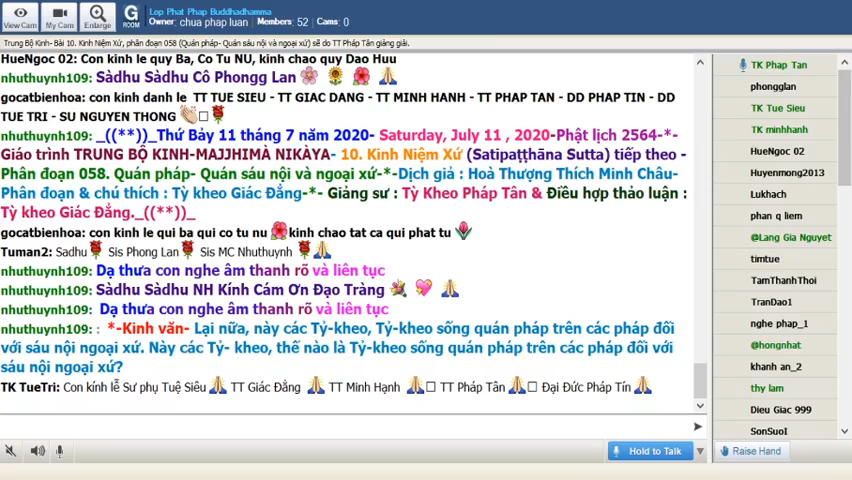 View Cam
My Cam
Enlarge
G ROOM
Lop Phat Phap Buddhadhamma
Owner: chua phap luan Members: 52 Cams: 0
Trung Bộ Kinh- Bài 10. Kinh Niệm Xứ, phân đoạn 058 (Quán pháp- Quán sáu nội và ngoại xứ) sẽ do TT Pháp Tân giảng giải.
HueNgoc 02: Con kính le quy Ba, Co Tu NU, kinh chao quy Dao Huu
nhuthuynh109: Sàdhu Sàdhu Cô Phongg Lan
gocatbienhoa: con kinh danh le TT TUE SIEU - TT GIAC DANG - TT MINH HANH - TT PHAP TAN - DD PHAP TIN - DD
TUE TRI - SU NGUYEN THONG
nhuthuynh109: _((**))_Thứ Bảy 11 tháng 7 năm 2020- Saturday, July 11 , 2020-Phật lịch 2564-*-
Giáo trình TRUNG BỘ KINH-MAJJHIMÀ NIKÀYA- 10. Kinh Niệm Xứ (Satipaṭṭhāna Sutta) tiếp theo -
Phân đoạn 058. Quán pháp- Quán sáu nội và ngoại xứ-*-Dịch giả : Hoà Thượng Thích Minh Châu-
Phân đoạn & chú thích : Tỳ kheo Giác Đẳng-*- Giảng sư : Tỳ Kheo Pháp Tân & Điều hợp thảo luận :
Tỳ kheo Giác Đẳng._((**))_
gocatbienhoa: con kinh le qui ba qui co tu nu kinh chao tat ca qui phat tu
Tuman2: Sadhu Sis Phong Lan Sis MC Nhuthuynh
nhuthuynh109: Dạ thưa con nghe âm thanh rõ và liên tục
nhuthuynh109: Sàdhu Sàdhu NH Kính Cám Ơn Đạo Tràng
nhuthuynh109: Dạ thưa con nghe âm thanh rõ và liên tục
nhuthuynh109: : *-Kinh văn- Lại nữa, này các Tỷ-kheo, Tỷ-kheo sống quán pháp trên các pháp đối
với sáu nội ngoại xứ. Này các Tỷ- kheo, thế nào là Tỷ-kheo sống quán pháp trên các pháp đối với
sáu nội ngoại xứ?
TK TueTri: Con kính lễ Sư phụ Tuệ Siêu TT Giác Đẳng TT Minh Hạnh TT Pháp Tân Đại Đức Pháp Tín
Hold to Talk
TK Phap Tan
phongglan
TK Tue Sieu
TK minhhanh
HueNgoc 02
Huyenmong2013
Lukhach
phan q liem
@Lang Gia Nguyet
timtue
TamThanhThoi
TranDao1
nghe phap_1
@hongnhat
khanh an_2
thy lam
Dieu Giac 999
SonSuoI
Raise Hand